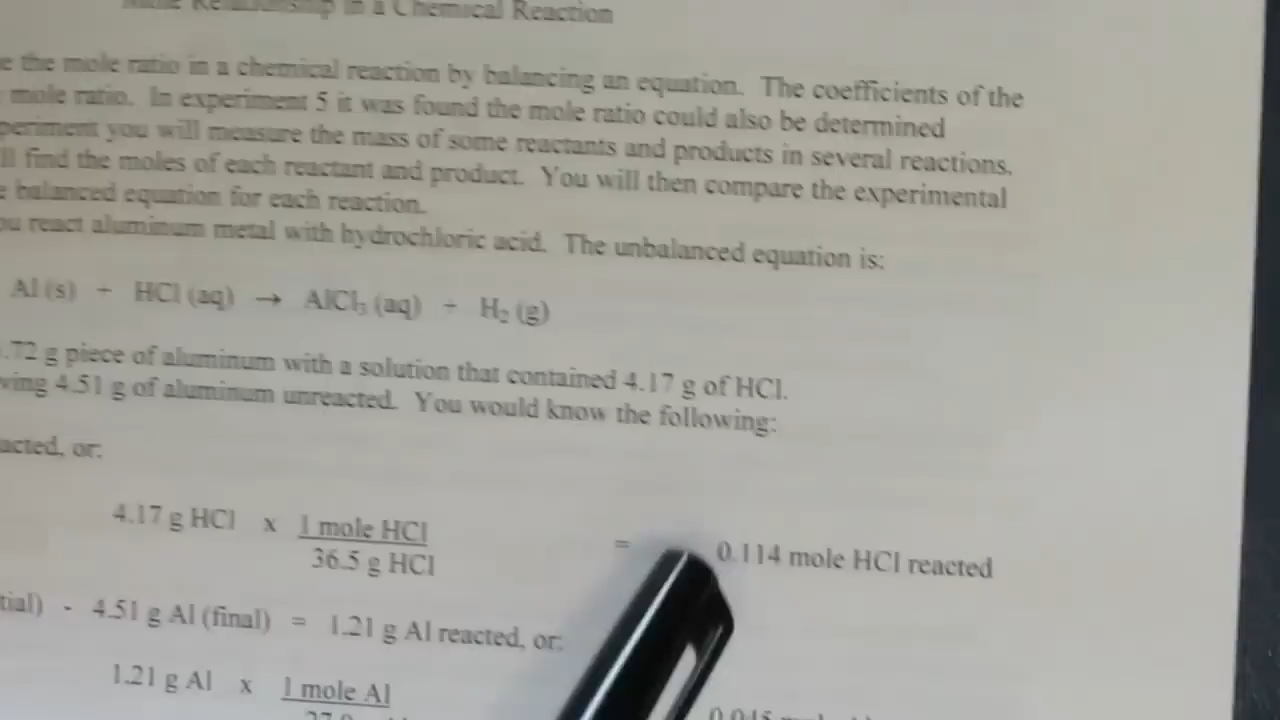 Mole Relationship in a Chemical Reaction
e the mole ratio in a chemical reaction by balancing an equation. The coefficients of the
mole ratio. In experiment 5 it was found the mole ratio could also be determined
periment you will measure the mass of some reactants and products in several reactions.
ll find the moles of each reactant and product. You will then compare the experimental
e balanced equation for each reaction.
ou react aluminum metal with hydrochloric acid. The unbalanced equation is:
Al (s) + HCl (aq) → AlCl₃ (aq) + H₂ (g)
.72 g piece of aluminum with a solution that contained 4.17 g of HCl.
ving 4.51 g of aluminum unreacted. You would know the following:
acted, or:
4.17 g HCl x 1 mole HCl = 0.114 mole HCl reacted
36.5 g HCl
tial) - 4.51 g Al (final) = 1.21 g Al reacted, or:
1.21 g Al x 1 mole Al